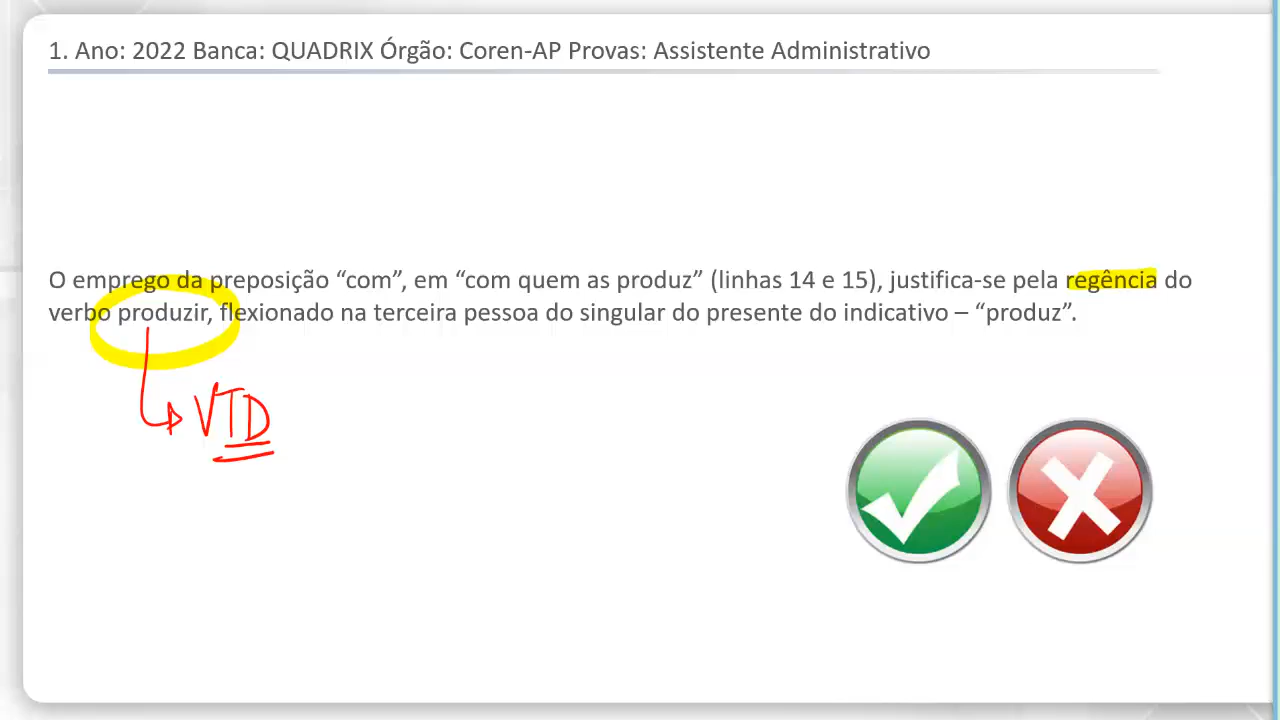 1. Ano: 2022 Banca: QUADRIX Órgão: Coren-AP Provas: Assistente Administrativo
O emprego da preposição “com”, em “com quem as produz” (linhas 14 e 15), justifica-se pela regência do
verbo produzir, flexionado na terceira pessoa do singular do presente do indicativo – “produz”.
VTD